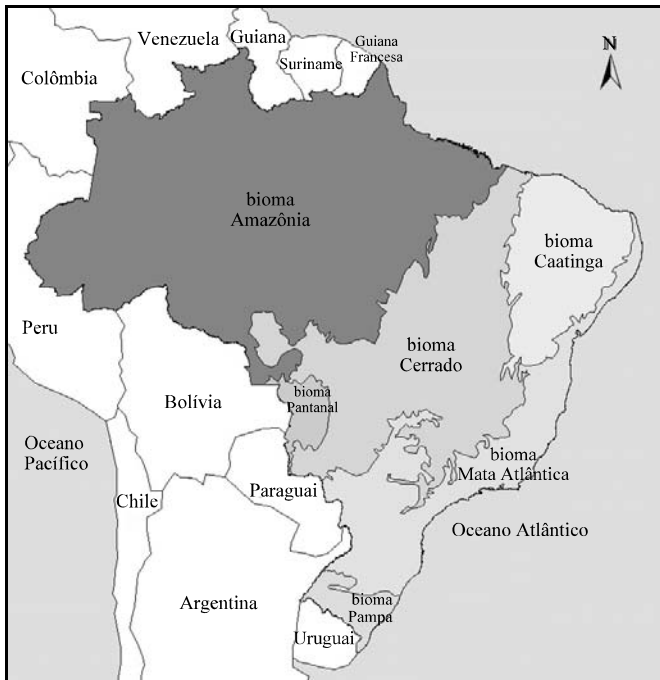 Venezuela
Guiana
Guiana
Francesa
Suriname
Colômbia
N
bioma
Amazônia
bioma
Caatinga
Peru
bioma
Cerrado
bioma
Pantanal
Bolívia
Oceano
Pacífico
bioma
Mata Atlântica
Chile
Paraguai
Oceano Atlântico
Argentina
bioma
Pampa
Uruguai